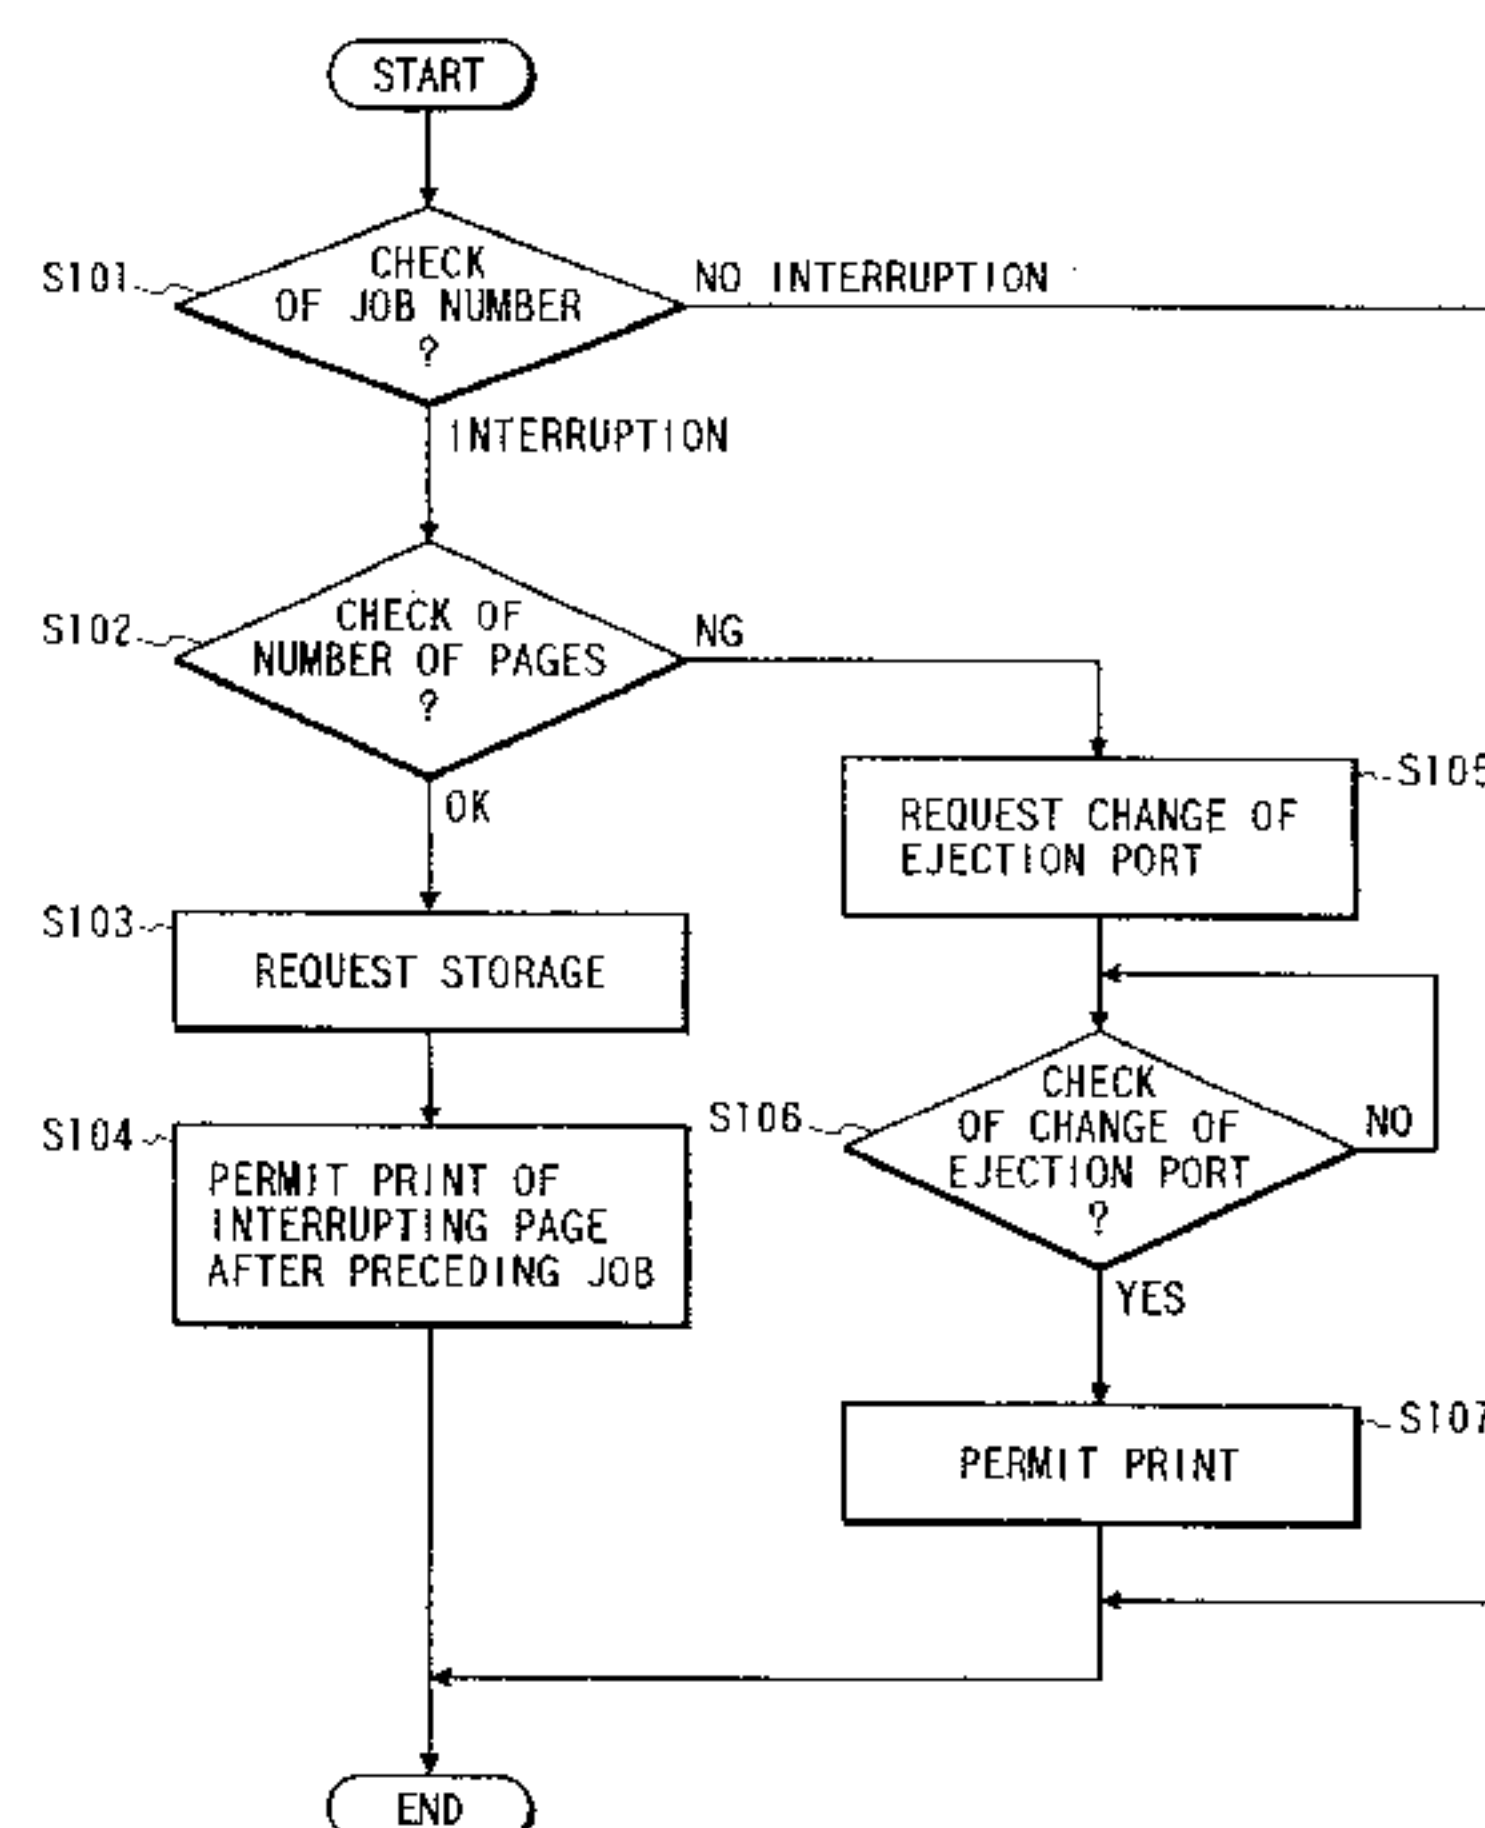 START
S101
CHECK
OF JOB NUMBER
?
NO INTERRUPTION
INTERRUPTION
S102
CHECK OF
NUMBER OF PAGES
?
NG
OK
S105
REQUEST CHANGE OF
EJECTION PORT
S103
REQUEST STORAGE
S104
PERMIT PRINT OF
INTERRUPTING PAGE
AFTER PRECEDING JOB
S106
CHECK
OF CHANGE OF
EJECTION PORT
?
NO
YES
S107
PERMIT PRINT
END